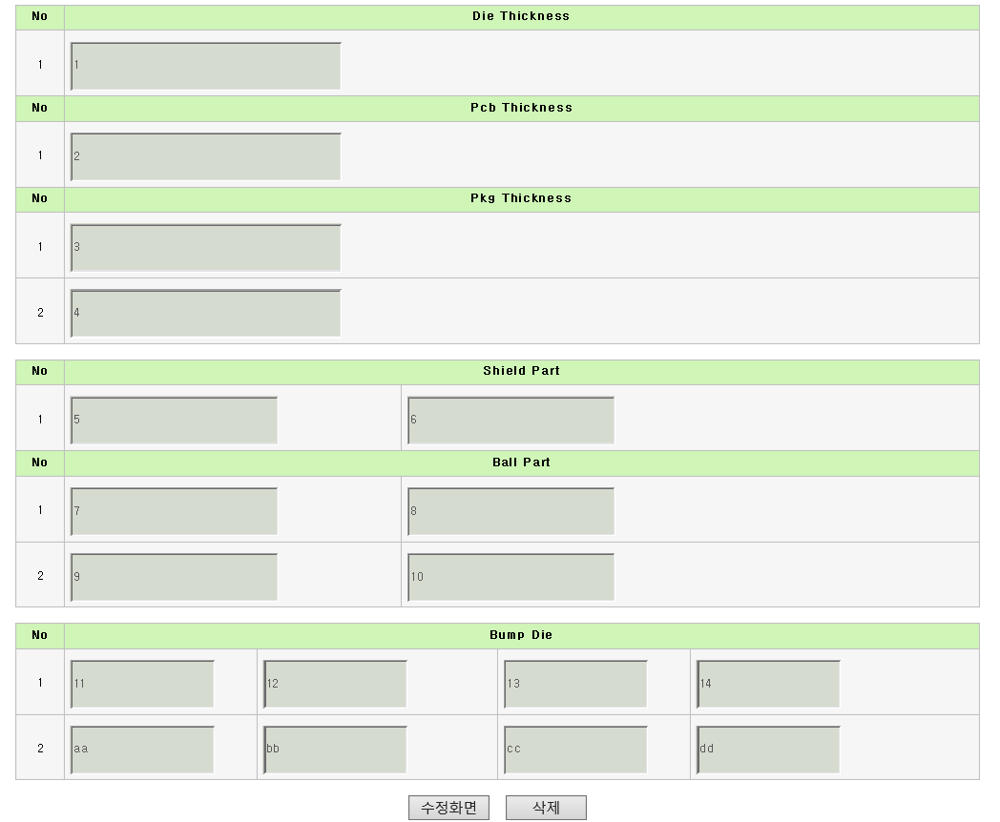 No Die Thickness
1 1
No Pcb Thickness
1 2
No Pkg Thickness
1 3
2 4
No Shield Part
1 5 6
No Ball Part
1 7 8
2 9 10
No Bump Die
1 11 12 13 14
2 aa bb cc dd
수정화면 삭제